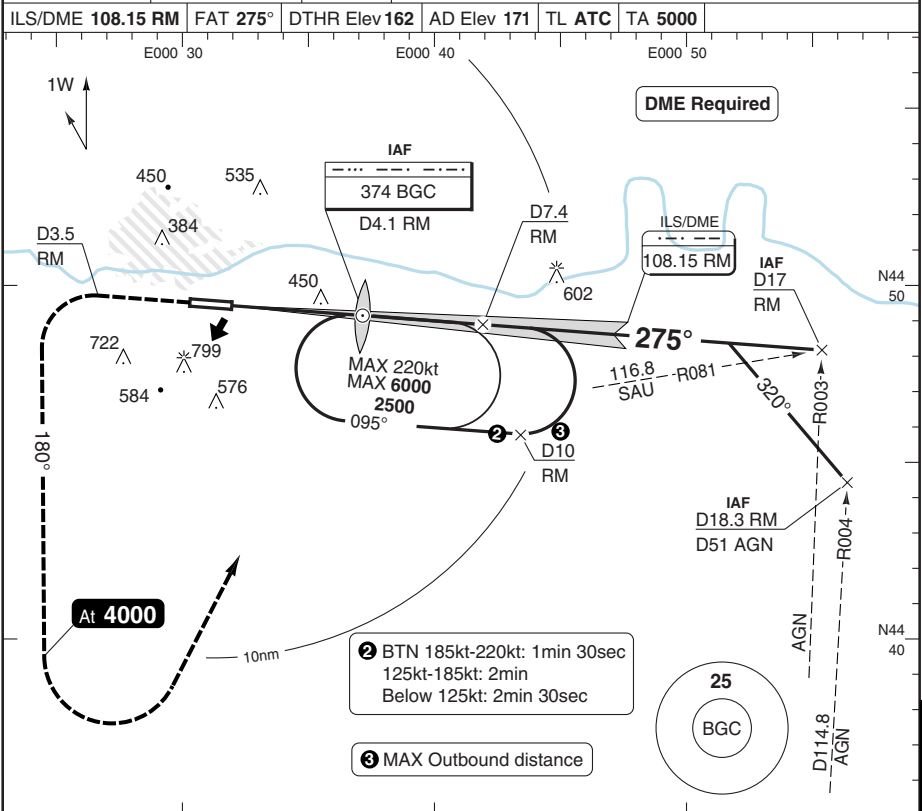 ILS/DME 108.15 RM FAT 275° DTHR Elev 162 AD Elev 171 TL ATC TA 5000
E000 30
E000 40
E000 50
1W
DME Required
IAF
374 BGC
D4.1 RM
450
535
384
D3.5
RM
D7.4
RM
ILS/DME
108.15 RM
602
IAF
D17
RM
N44
50
450
275°
722
799
584
576
MAX 220kt
MAX 6000
2500
095°
116.8
SAU
R081
320°
R003
2
3
D10
RM
IAF
D18.3 RM
D51 AGN
R004
180°
At 4000
10nm
AGN
N44
40
2 BTN 185kt-220kt: 1min 30sec
125kt-185kt: 2min
Below 125kt: 2min 30sec
3 MAX Outbound distance
25
BGC
D114.8
AGN